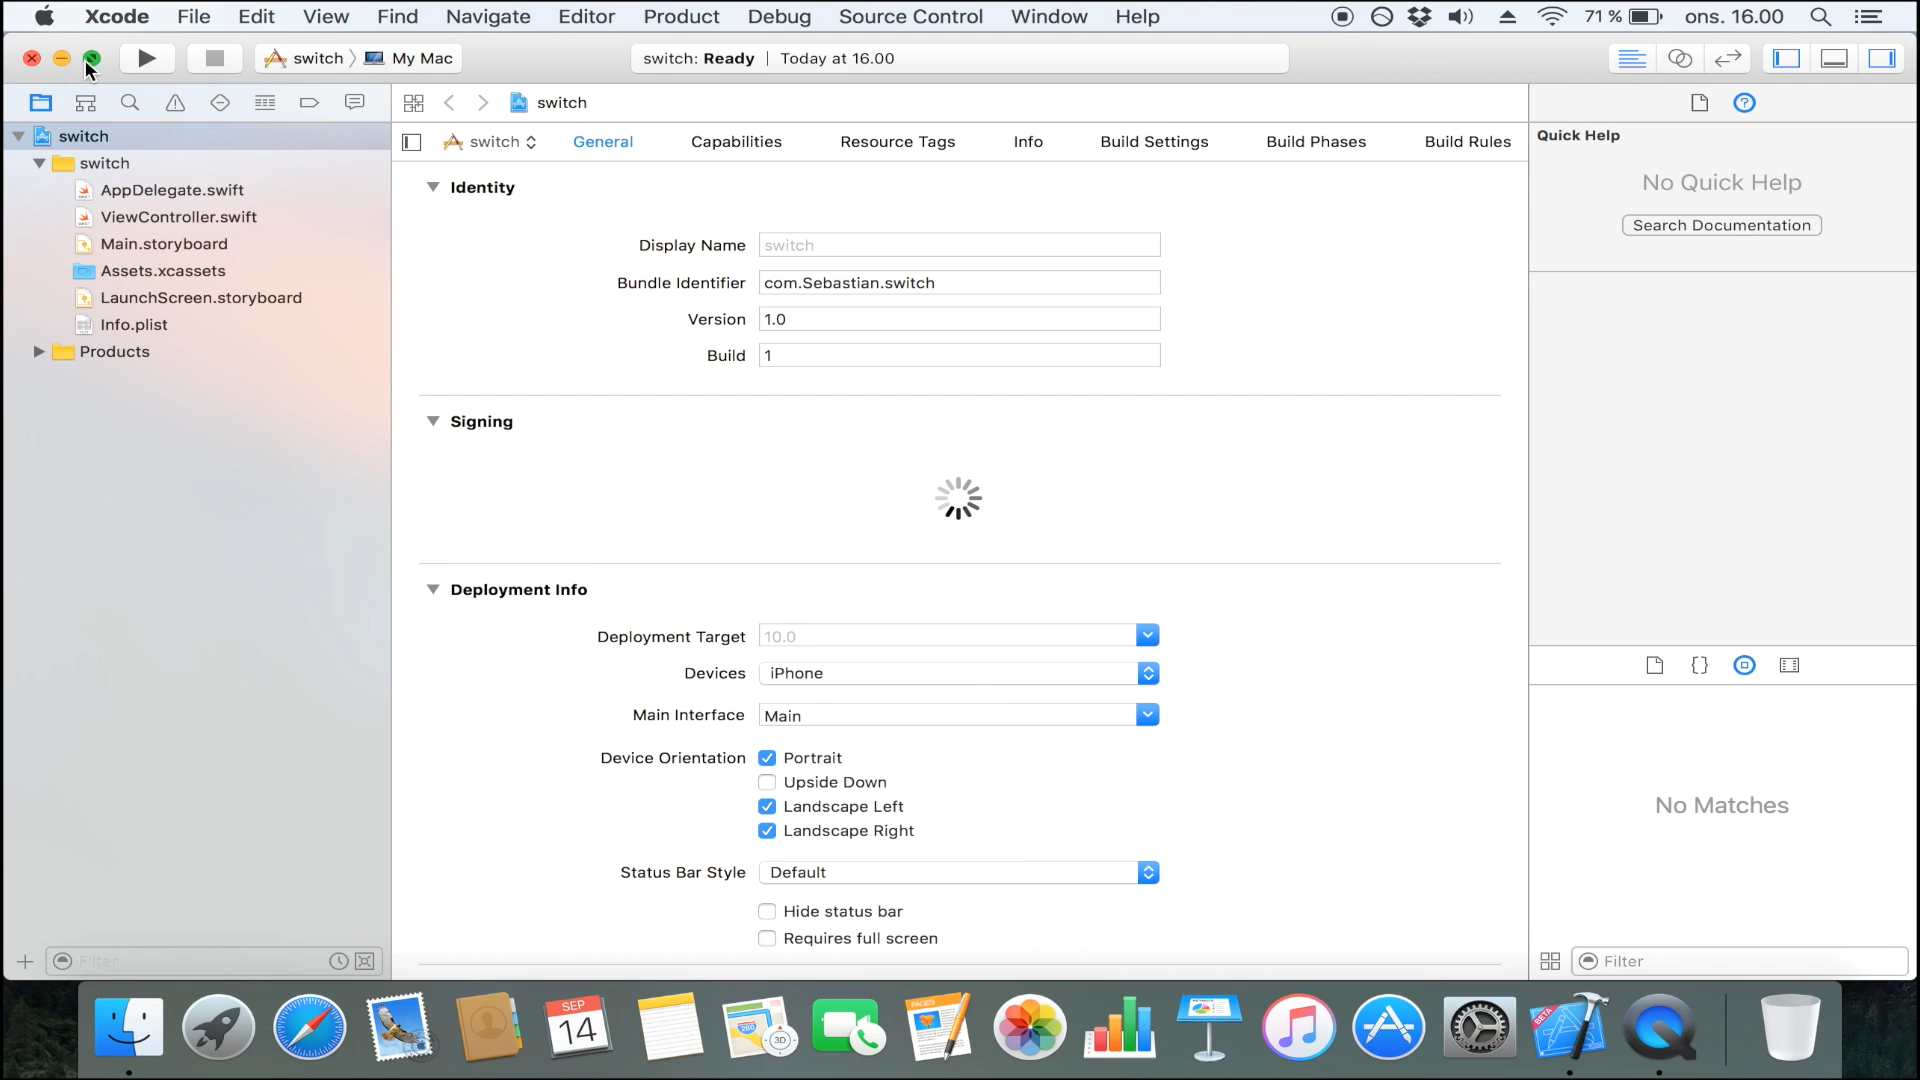 Xcode File Edit View Find Navigate Editor Product Debug Source Control Window Help 71 % ons. 16.00
switch My Mac switch: Ready | Today at 16.00
switch
switch General Capabilities Resource Tags Info Build Settings Build Phases Build Rules
switch
switch
AppDelegate.swift
ViewController.swift
Main.storyboard
Assets.xcassets
LaunchScreen.storyboard
Info.plist
Products
Filter
Identity
Display Name switch
Bundle Identifier com.Sebastian.switch
Version 1.0
Build 1
Signing
Deployment Info
Deployment Target 10.0
Devices iPhone
Main Interface Main
Device Orientation Portrait
Upside Down
Landscape Left
Landscape Right
Status Bar Style Default
Hide status bar
Requires full screen
Quick Help
No Quick Help
Search Documentation
{}
No Matches
Filter
SEP
14
280
3D
PAGES
BETA